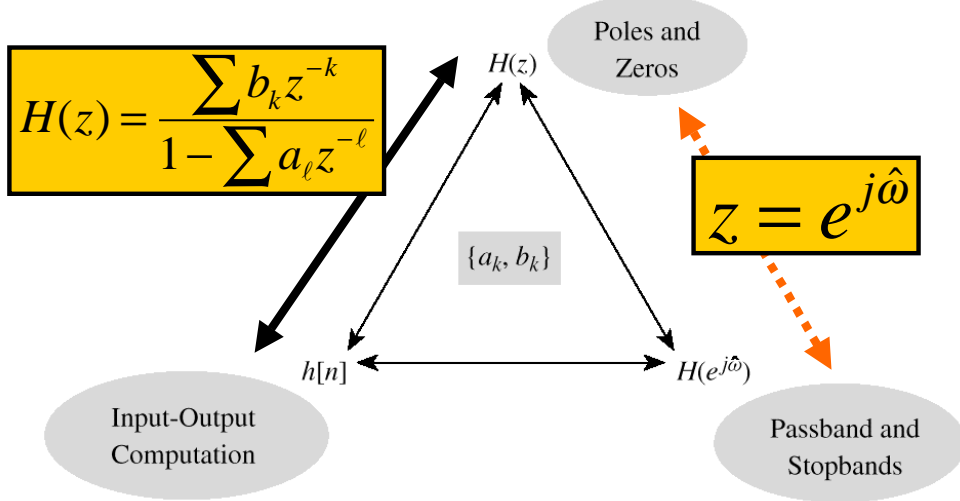 Poles and
Zeros
H(z)
H(z) = ∑ b_k z^{-k} / 1 − ∑ a_ℓ z^{-ℓ}
z = e^{jω̂}
{a_k, b_k}
h[n]
H(e^{jω̂})
Input-Output
Computation
Passband and
Stopbands